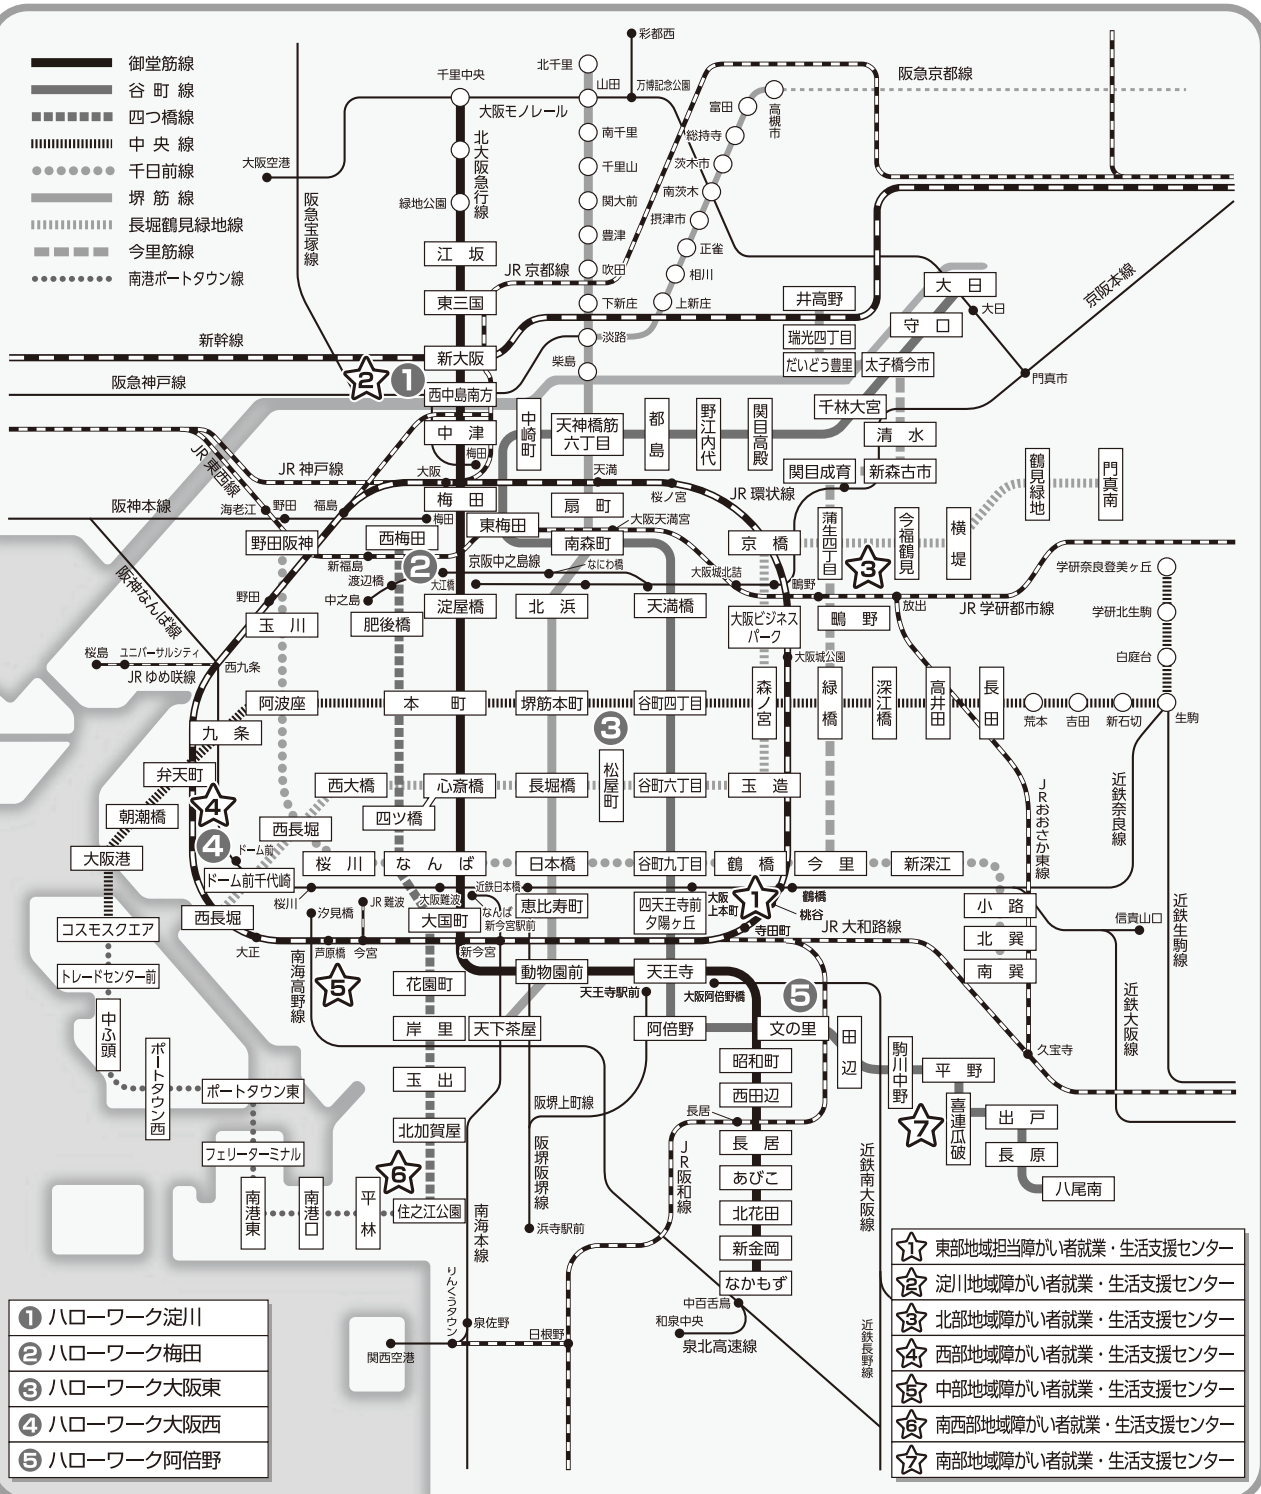 御堂筋線
谷町線
四つ橋線
中央線
千日前線
堺筋線
長堀鶴見緑地線
今里筋線
南港ポートタウン線
彩都西
北千里
千里中央
山田
万博記念公園
大阪モノレール
阪急京都線
富田
高槻市
南千里
総持寺
北大阪急行線
大阪空港
千里山
茨木市
阪急宝塚線
緑地公園
関大前
南茨木
摂津市
豊津
正雀
江坂
JR京都線
吹田
相川
大日
京阪本線
東三国
下新庄
上新庄
井高野
大日
守口
新幹線
新大阪
淡路
瑞光四丁目
柴島
だいどう豊里
太子橋今市
門真市
2
1
阪急神戸線
西中島南方
千林大宮
中崎町
天神橋筋
六丁目
都島
野江内代
関目高殿
中津
清水
梅田
JR東西線
JR神戸線
大阪
天満
関目成育
新森古市
鶴見緑地
門真南
桜ノ宮
JR環状線
阪神本線
海老江
野田
福島
梅田
梅田
扇町
東梅田
大阪天満宮
西梅田
野田阪神
南森町
京橋
蒲生四丁目
今福鶴見
横堤
3
新福島
2
京阪中之島線
なにわ橋
渡辺橋
大江橋
大阪城北詰
鴫野
学研奈良登美ヶ丘
阪神なんば線
野田
中之島
放出
JR学研都市線
学研北生駒
玉川
肥後橋
淀屋橋
北浜
天満橋
大阪ビジネス
パーク
鴫野
桜島
ユニバーサルシティ
JRゆめ咲線
西九条
大阪城公園
白庭台
阿波座
本町
堺筋本町
谷町四丁目
森ノ宮
緑橋
深江橋
高井田
長田
荒本
吉田
新石切
生駒
九条
3
弁天町
松屋町
4
西大橋
心斎橋
長堀橋
谷町六丁目
玉造
JRおおさか東線
近鉄奈良線
朝潮橋
四ツ橋
西長堀
4
大阪港
ドーム前
桜川
なんば
日本橋
谷町九丁目
鶴橋
今里
新深江
ドーム前千代崎
桜川
近鉄日本橋
大阪
上本町
1
鶴橋
桃谷
近鉄生駒線
西長堀
汐見橋
JR難波
大阪難波
なんば
新今宮駅前
恵比寿町
四天王寺前
夕陽ヶ丘
寺田町
JR大和路線
小路
信貴山口
コスモスクエア
大国町
大正
芦原橋
今宮
新今宮
北巽
南海高野線
トレードセンター前
5
花園町
動物園前
天王寺
南巽
天王寺駅前
大阪阿倍野橋
5
近鉄大阪線
中ふ頭
岸里
天下茶屋
阿倍野
文の里
田辺
ポートタウン西
駒川中野
久宝寺
昭和町
平野
ポートタウン東
玉出
西田辺
阪堺上町線
喜連瓜破
出戸
長居
7
北加賀屋
長居
フェリーターミナル
阪堺阪堺線
JR阪和線
長原
6
あびこ
近鉄南大阪線
八尾南
南港東
南港口
平林
住之江公園
南海本線
北花田
浜寺駅前
新金岡
なかもず
中百舌鳥
りんくうタウン
泉佐野
和泉中央
泉北高速線
近鉄長野線
関西空港
日根野
1 ハローワーク淀川
2 ハローワーク梅田
3 ハローワーク大阪東
4 ハローワーク大阪西
5 ハローワーク阿倍野
1 東部地域担当障がい者就業・生活支援センター
2 淀川地域障がい者就業・生活支援センター
3 北部地域障がい者就業・生活支援センター
4 西部地域障がい者就業・生活支援センター
5 中部地域障がい者就業・生活支援センター
6 南西部地域障がい者就業・生活支援センター
7 南部地域障がい者就業・生活支援センター